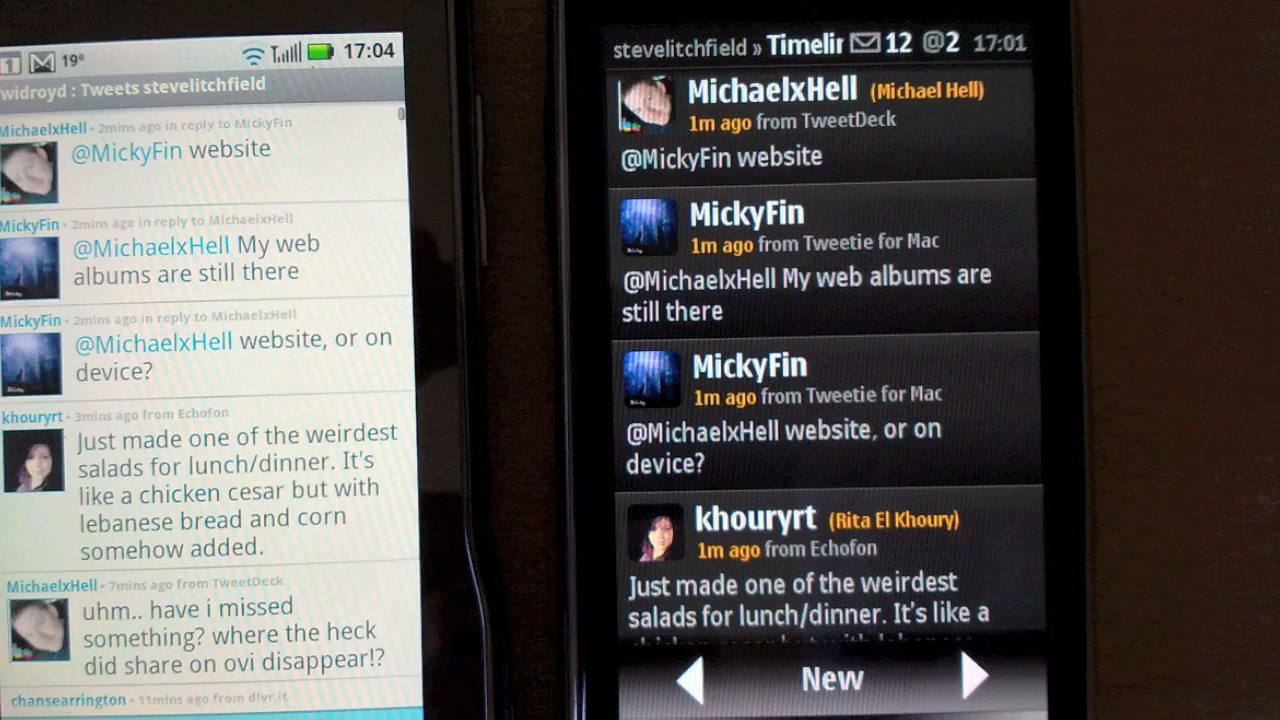 1 19° 17:04
widroyd : Tweets stevelitchfield
MichaelxHell • 2mins ago in reply to MickyFin
@MickyFin website
MickyFin • 2mins ago in reply to MichaelxHell
@MichaelxHell My web
albums are still there
MickyFin • 2mins ago in reply to MichaelxHell
@MichaelxHell website, or on
device?
khouryrt • 3mins ago from Echofon
Just made one of the weirdest
salads for lunch/dinner. It's
like a chicken cesar but with
lebanese bread and corn
somehow added.
MichaelxHell • 7mins ago from TweetDeck
uhm.. have i missed
something? where the heck
did share on ovi disappear!?
chansearrington • 11mins ago from dlvr.it
stevelitchfield » Timelir 12 @2 17:01
MichaelxHell (Michael Hell)
1m ago from TweetDeck
@MickyFin website
MickyFin
1m ago from Tweetie for Mac
@MichaelxHell My web albums are
still there
MickyFin
1m ago from Tweetie for Mac
@MichaelxHell website, or on
device?
khouryrt (Rita El Khoury)
1m ago from Echofon
Just made one of the weirdest
salads for lunch/dinner. It's like a
New